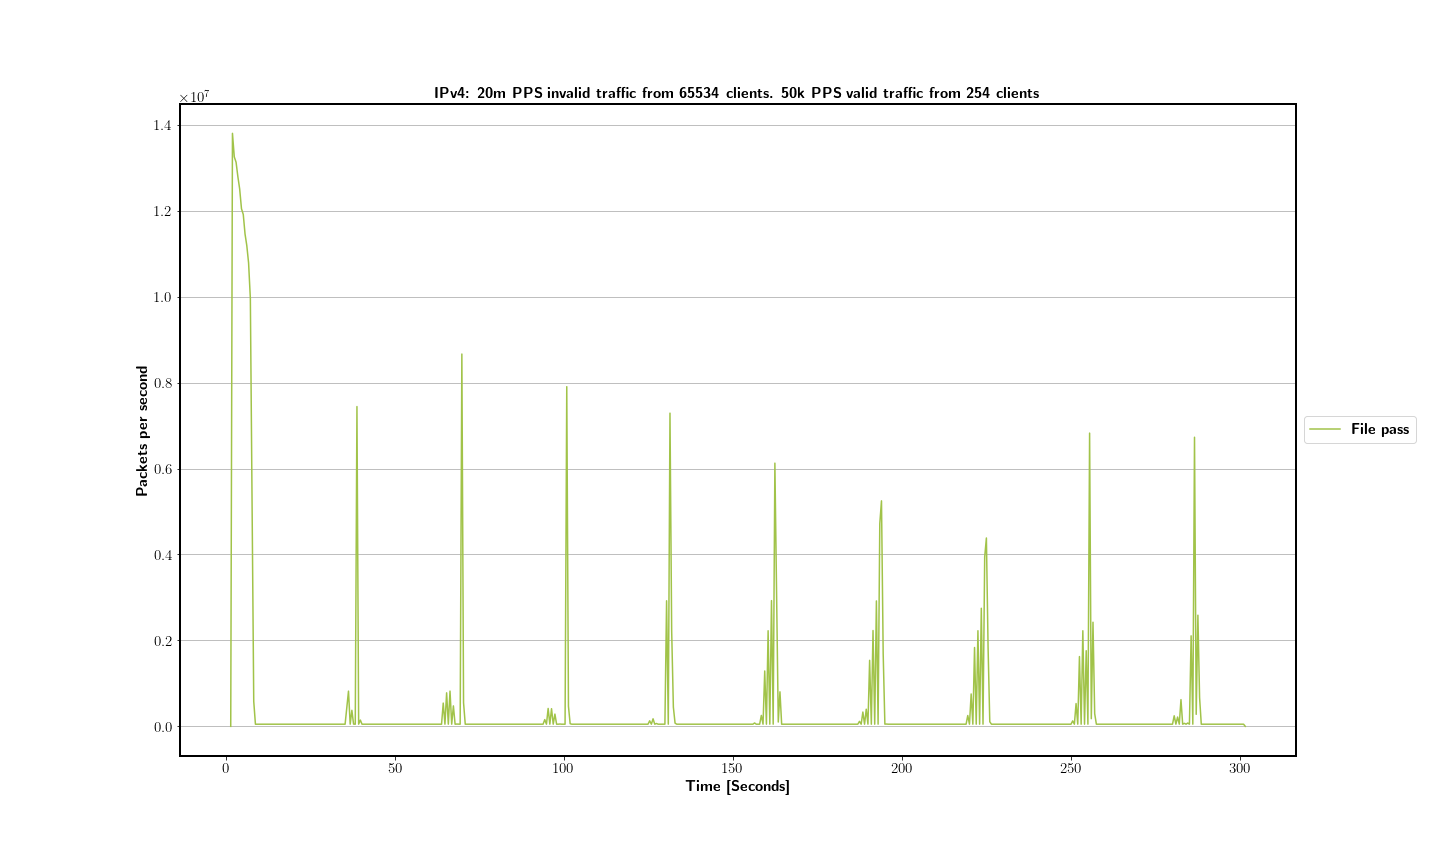 IPv4: 20m PPS invalid traffic from 65534 clients. 50k PPS valid traffic from 254 clients
×10⁷
1.4
1.2
1.0
0.8
0.6
0.4
0.2
0.0
Packets per second
File pass
0 50 100 150 200 250 300
Time [Seconds]